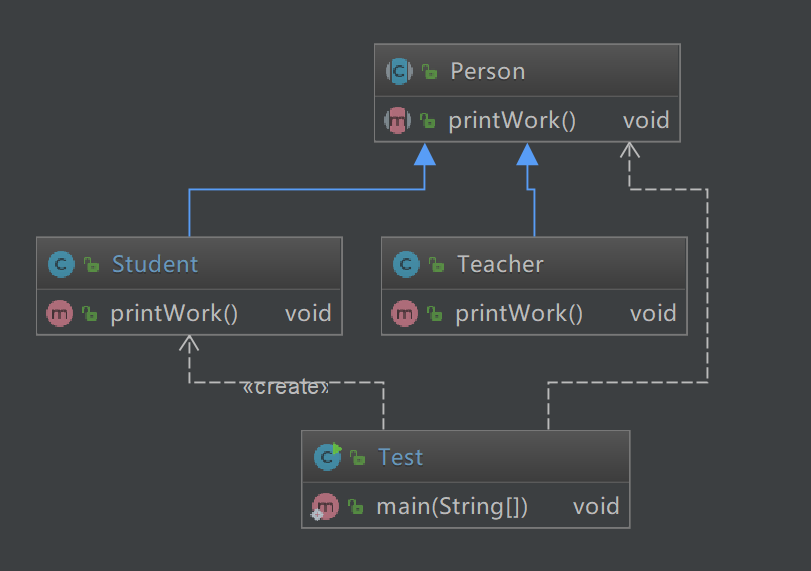 Person
printWork() void
Student
printWork() void
Teacher
printWork() void
«create»
Test
main(String[]) void